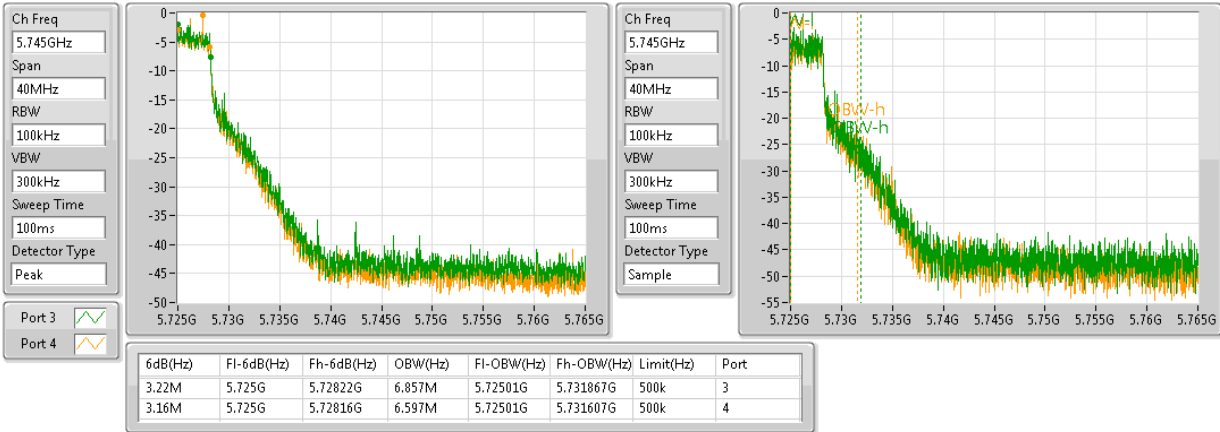 Ch Freq
5.745GHz
Span
40MHz
RBW
100kHz
VBW
300kHz
Sweep Time
100ms
Detector Type
Peak
Port 3
Port 4
0
-5
-10
-15
-20
-25
-30
-35
-40
-45
-50
5.725G 5.73G 5.735G 5.74G 5.745G 5.75G 5.755G 5.76G 5.765G
Ch Freq
5.745GHz
Span
40MHz
RBW
100kHz
VBW
300kHz
Sweep Time
100ms
Detector Type
Sample
0
-5
-10
-15
-20
-25
-30
-35
-40
-45
-50
-55
OBW-h
OBW-h
5.725G 5.73G 5.735G 5.74G 5.745G 5.75G 5.755G 5.76G 5.765G
6dB(Hz) Fl-6dB(Hz) Fh-6dB(Hz) OBW(Hz) Fl-OBW(Hz) Fh-OBW(Hz) Limit(Hz) Port
3.22M 5.725G 5.72822G 6.857M 5.72501G 5.731867G 500k 3
3.16M 5.725G 5.72816G 6.597M 5.72501G 5.731607G 500k 4